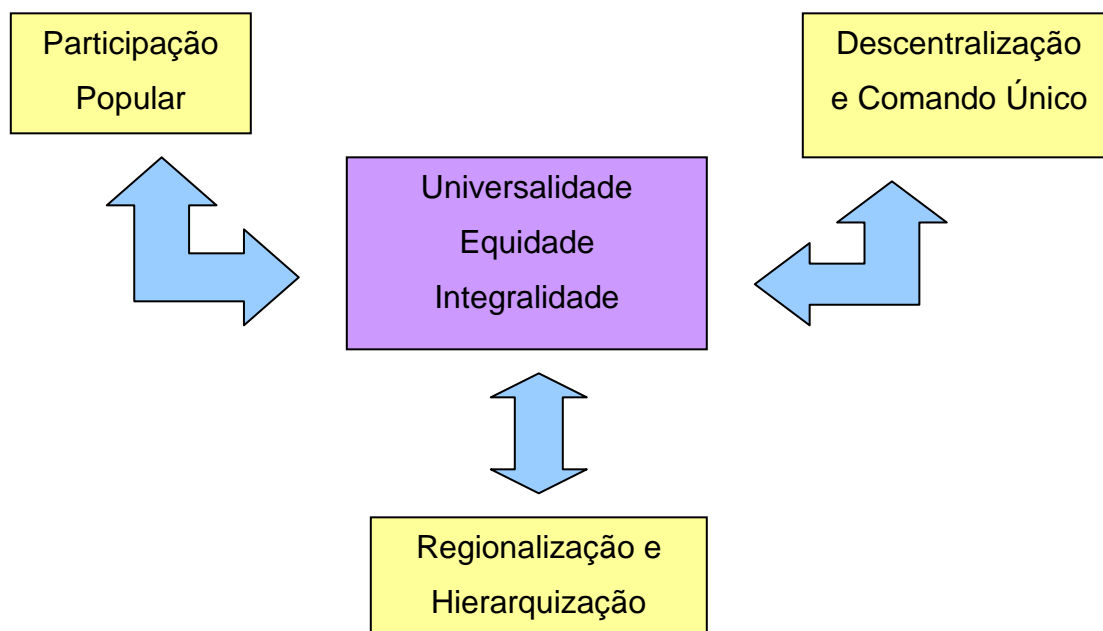 Participação
Popular
Descentralização
e Comando Único
Universalidade
Equidade
Integralidade
Regionalização e
Hierarquização